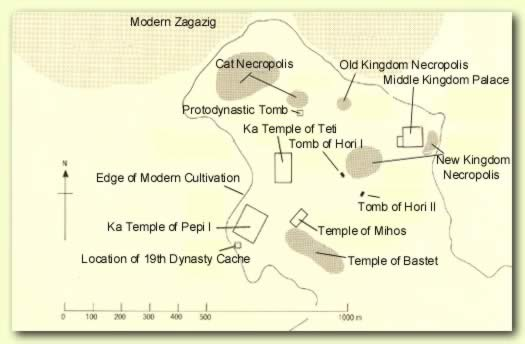 Modern Zagazig
Cat Necropolis
Old Kingdom Necropolis
Middle Kingdom Palace
Protodynastic Tomb
Ka Temple of Teti
Tomb of Hori I
New Kingdom
Necropolis
N
Edge of Modern Cultivation
Tomb of Hori II
Ka Temple of Pepi I
Temple of Mihos
Location of 19th Dynasty Cache
Temple of Bastet
0 100 200 300 400 500 1000 m